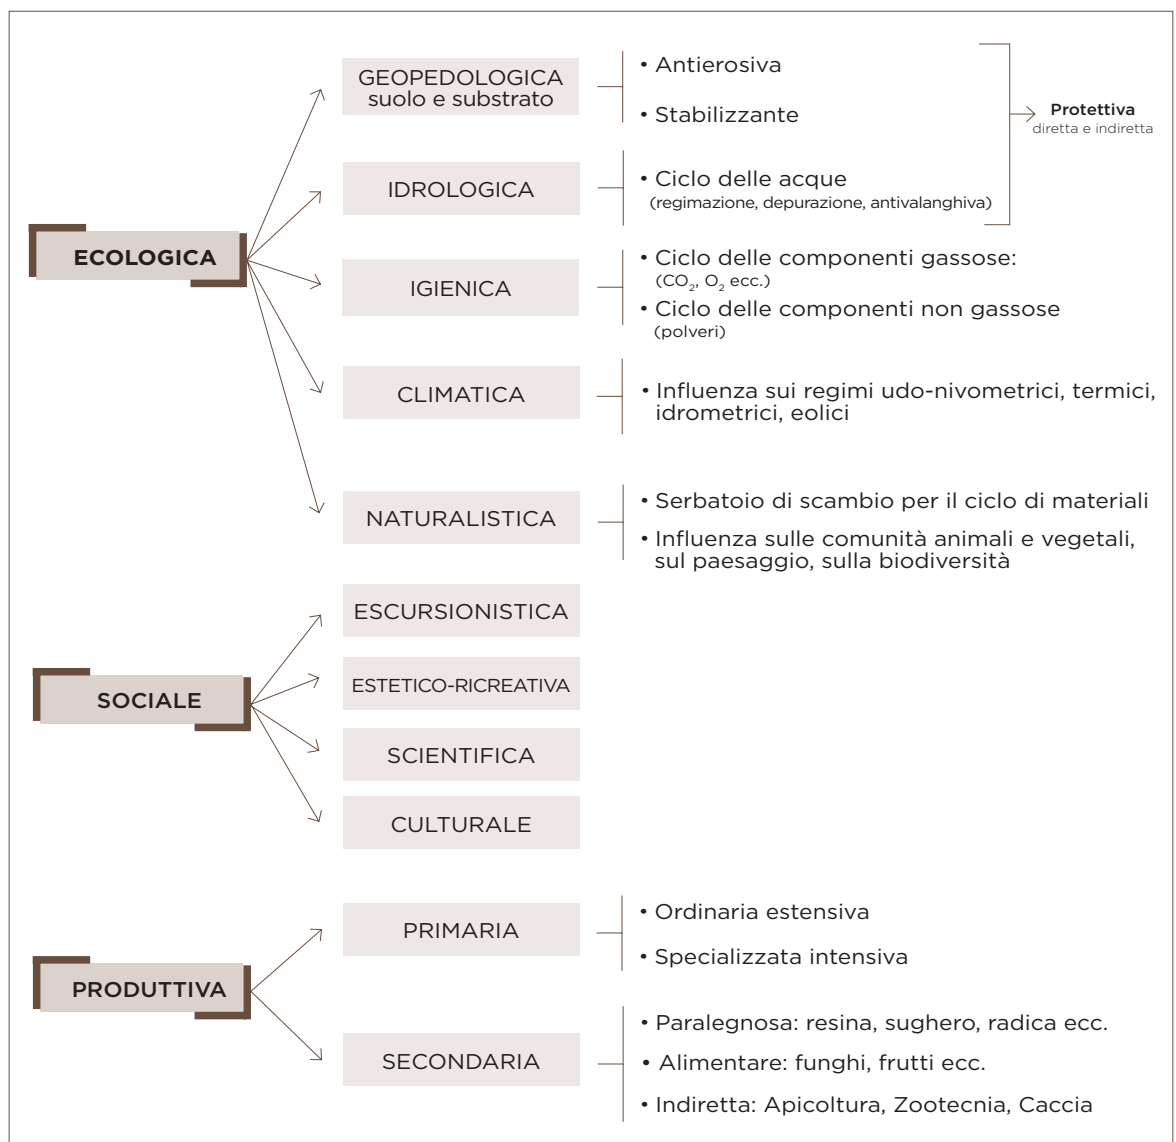 ECOLOGICA
GEOPEDOLOGICA
suolo e substrato
• Antierosiva
• Stabilizzante
Protettiva
diretta e indiretta
IDROLOGICA
• Ciclo delle acque
(regimazione, depurazione, antivalanghiva)
IGIENICA
• Ciclo delle componenti gassose:
(CO₂, O₂ ecc.)
• Ciclo delle componenti non gassose
(polveri)
CLIMATICA
• Influenza sui regimi udo-nivometrici, termici,
idrometrici, eolici
NATURALISTICA
• Serbatoio di scambio per il ciclo di materiali
• Influenza sulle comunità animali e vegetali,
sul paesaggio, sulla biodiversità
SOCIALE
ESCURSIONISTICA
ESTETICO-RICREATIVA
SCIENTIFICA
CULTURALE
PRODUTTIVA
PRIMARIA
• Ordinaria estensiva
• Specializzata intensiva
SECONDARIA
• Paralegnosa: resina, sughero, radica ecc.
• Alimentare: funghi, frutti ecc.
• Indiretta: Apicoltura, Zootecnia, Caccia